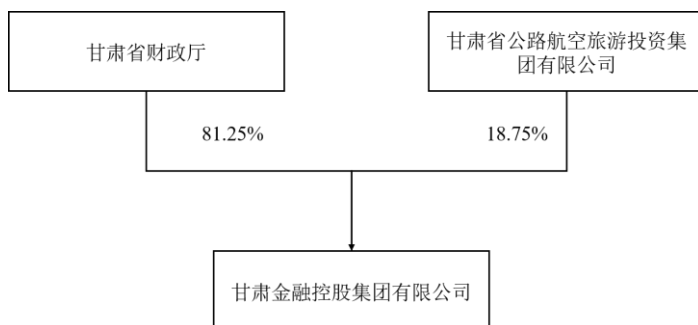 甘肃省财政厅
甘肃省公路航空旅游投资集
团有限公司
81.25%
18.75%
甘肃金融控股集团有限公司